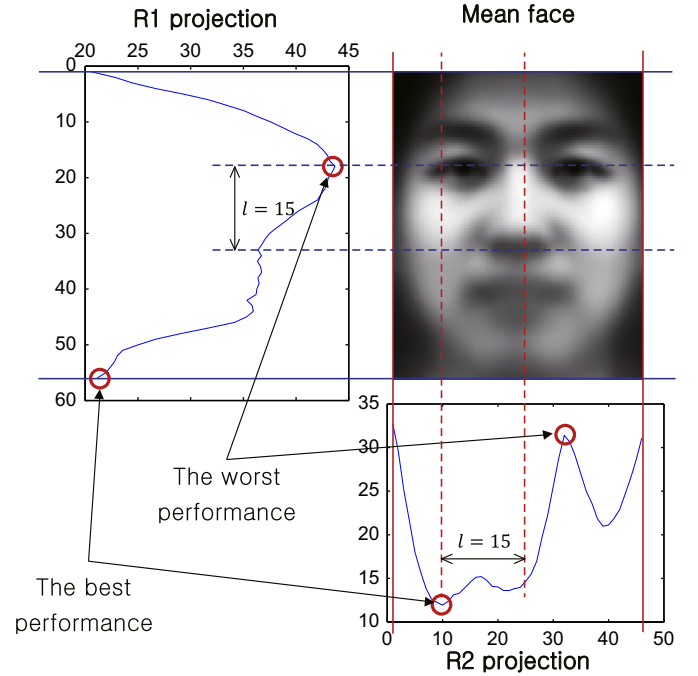 R1 projection
Mean face
20 25 30 35 40 45
0
10
20
30
40
50
60
l = 15
35
30
25
20
15
10
l = 15
0 10 20 30 40 50
R2 projection
The worst
performance
The best
performance